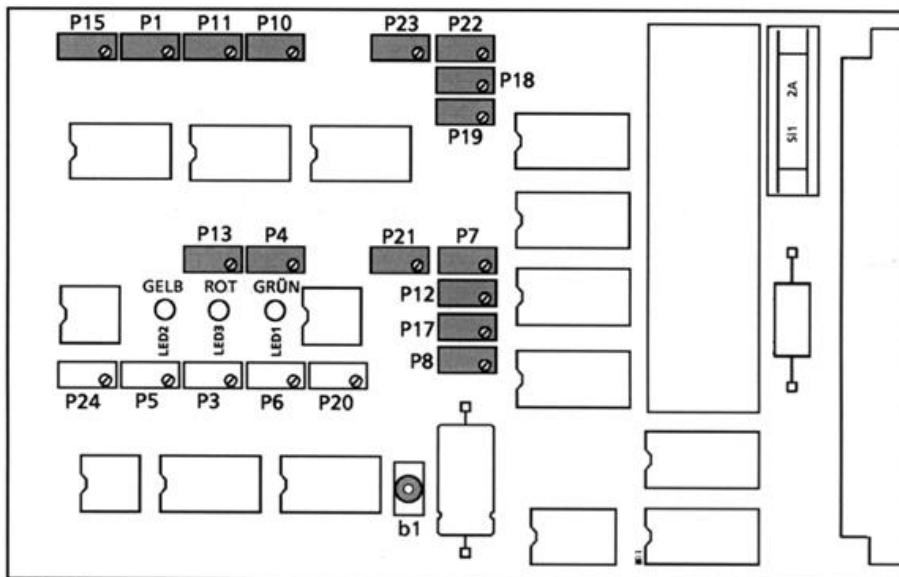 P15 P1 P11 P10 P23 P22
P18
P19
Si1 2A
P13 P4 P21 P7
GELB ROT GRÜN
P12
LED2 LED3 LED1
P17
P8
P24 P5 P3 P6 P20
b1